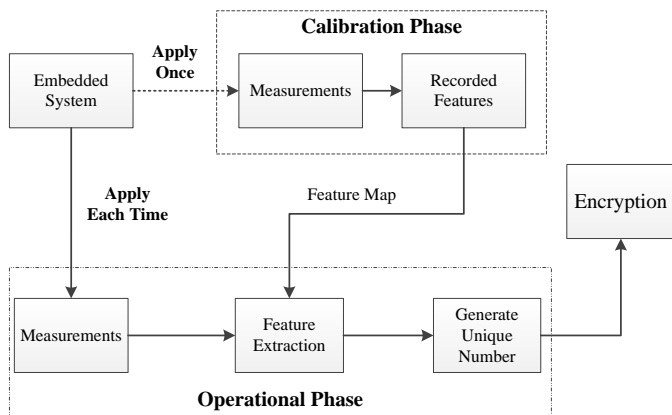 Calibration Phase
Apply
Once
Embedded
System
Measurements
Recorded
Features
Apply
Each Time
Feature Map
Encryption
Measurements
Feature
Extraction
Generate
Unique
Number
Operational Phase